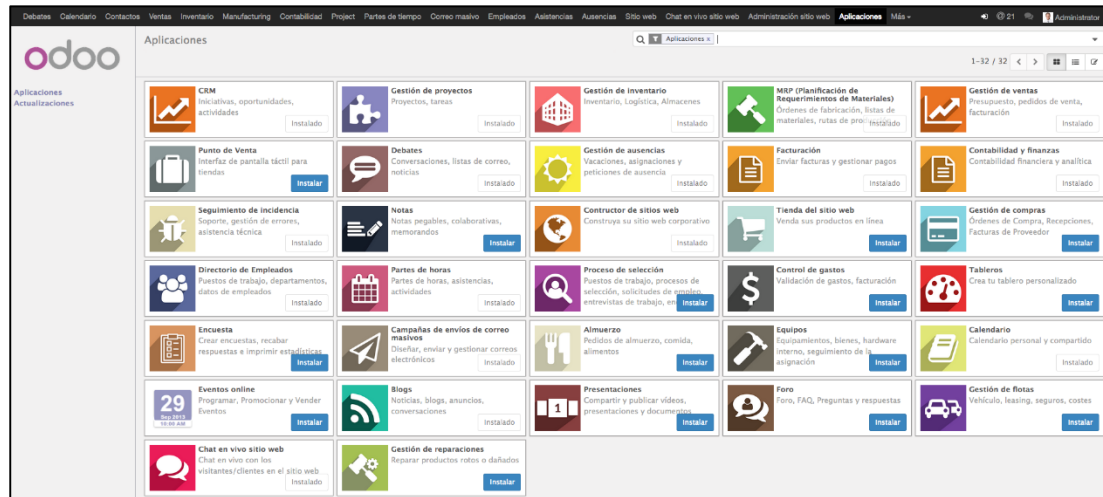 Debates Calendario Contactos Ventas Inventario Manufacturing Contabilidad Project Partes de tiempo Correo masivo Empleados Asistencias Ausencias Sitio web Chat en vivo sitio web Administración sitio web Aplicaciones Más 21 Administrator
odoo
Aplicaciones
Aplicaciones x
1-32 / 32
Aplicaciones
Actualizaciones
CRM
Iniciativas, oportunidades,
actividades
Instalado
Gestión de proyectos
Proyectos, tareas
Instalado
Gestión de inventario
Inventario, Logística, Almacenes
Instalado
MRP (Planificación de
Requerimientos de Materiales)
Órdenes de fabricación, listas de
materiales, rutas de
Instalado
Gestión de ventas
Presupuesto, pedidos de venta,
facturación
Instalado
Punto de Venta
Interfaz de pantalla táctil para
tiendas
Instalar
Debates
Conversaciones, listas de correo,
noticias
Instalado
Gestión de ausencias
Vacaciones, asignaciones y
peticiones de ausencia
Instalado
Facturación
Enviar facturas y gestionar pagos
Instalado
Contabilidad y finanzas
Contabilidad financiera y analítica
Instalado
Seguimiento de incidencia
Soporte, gestión de errores,
asistencia técnica
Instalado
Notas
Notas pegables, colaborativas,
memorandos
Instalar
Contructor de sitios web
Construya su sitio web corporativo
Instalado
Tienda del sitio web
Venda sus productos en línea
Instalar
Gestión de compras
Órdenes de Compra, Recepciones,
Facturas de Proveedor
Instalar
Directorio de Empleados
Puestos de trabajo, departamentos,
datos de empleados
Instalado
Partes de horas
Partes de horas, asistencias,
actividades
Instalado
Proceso de selección
Puestos de trabajo, procesos de
selección, solicitudes de empleo,
entrevistas de trabajo, en
Instalar
Control de gastos
Validación de gastos, facturación
Instalar
Tableros
Crea tu tablero personalizado
Instalar
Encuesta
Crear encuestas, recabar
respuestas e imprimir estadísticas
Instalar
Campañas de envíos de correo
masivos
Diseñar, enviar y gestionar correos
electrónicos
Instalado
Almuerzo
Pedidos de almuerzo, comida,
alimentos
Instalar
Equipos
Equipamientos, bienes, hardware
interno, seguimiento de la
asignación
Instalar
Calendario
Calendario personal y compartido
Instalado
29
Sep 2013
10:00 AM
Eventos online
Programar, Promocionar y Vender
Eventos
Instalar
Blogs
Noticias, blogs, anuncios,
conversaciones
Instalado
1
Presentaciones
Compartir y publicar vídeos,
presentaciones y documentos
Instalar
Foro
Foro, FAQ, Preguntas y respuestas
Instalar
Gestión de flotas
Vehículo, leasing, seguros, costes
Instalar
Chat en vivo sitio web
Chat en vivo con los
visitantes/clientes en el sitio web
Instalado
Gestión de reparaciones
Reparar productos rotos o dañados
Instalar